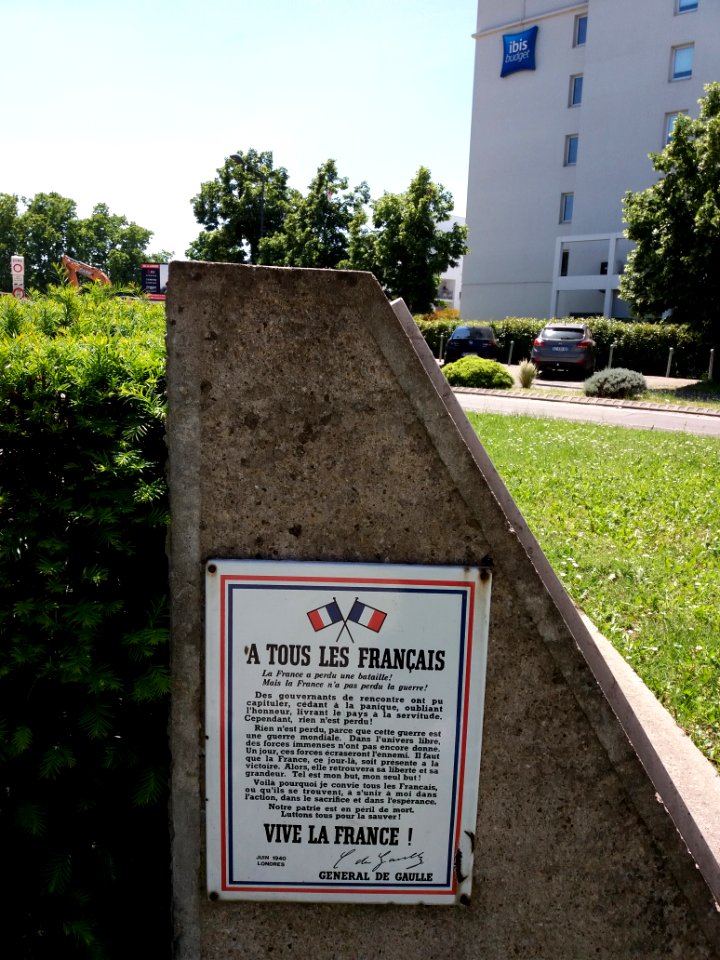 ibis
budget
A TOUS LES FRANÇAIS
La France a perdu une bataille!
Mais la France n'a pas perdu la guerre!
Des gouvernants de rencontre ont pu
capituler, cédant à la panique, oubliant
l'honneur, livrant le pays à la servitude.
Cependant, rien n'est perdu!
Rien n'est perdu, parce que cette guerre est
une guerre mondiale. Dans l'univers libre,
des forces immenses n'ont pas encore donné.
Un jour, ces forces écraseront l'ennemi. Il faut
que la France, ce jour-là, soit présente à la
victoire. Alors, elle retrouvera sa liberté et sa
grandeur. Tel est mon but, mon seul but!
Voilà pourquoi je convie tous les Français,
où qu'ils se trouvent, à s'unir à moi dans
l'action, dans le sacrifice et dans l'espérance.
Notre patrie est en péril de mort.
Luttons tous pour la sauver!
VIVE LA FRANCE !
JUIN 1940
LONDRES
C. de Gaulle
GENERAL DE GAULLE